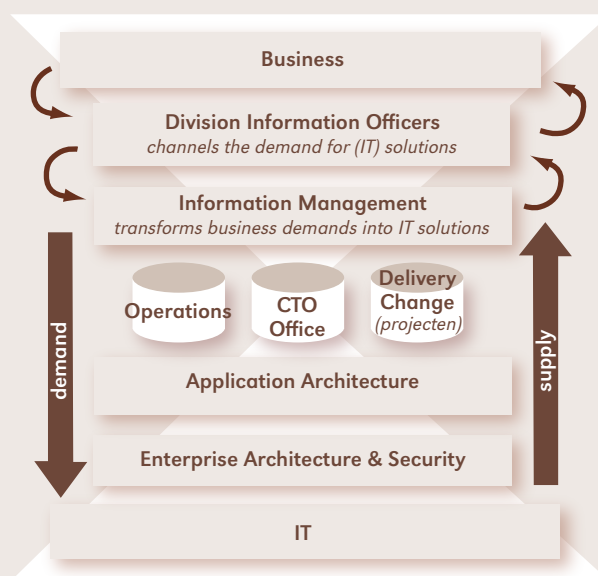 Business
Division Information Officers
channels the demand for (IT) solutions
Information Management
transforms business demands into IT solutions
Operations
CTO
Office
Delivery
Change
(projecten)
demand
supply
Application Architecture
Enterprise Architecture & Security
IT